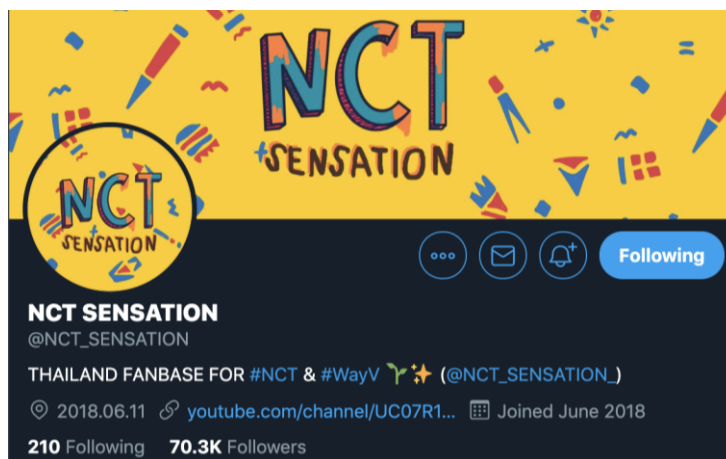 NCT
SENSATION
NCT
SENSATION
Following
NCT SENSATION
@NCT_SENSATION
THAILAND FANBASE FOR #NCT & #WayV 🌱✨ (@NCT_SENSATION_)
2018.06.11 youtube.com/channel/UC07R1... Joined June 2018
210 Following 70.3K Followers